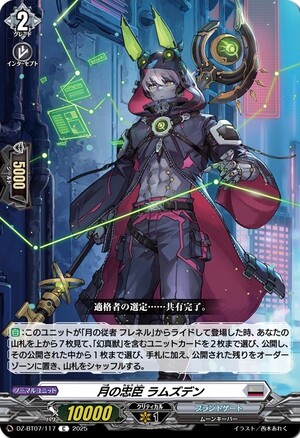 グレード
2
インターセプト
5000
シールド
適格者の選定……共有完了。
自:このユニットが「月の従者 フレネル」からライドして登場した時、あなたの
山札を上から7枚見て、「幻真獣」を含むユニットカードを2枚まで選び、公開し、
その公開された中から1枚まで選び、手札に加え、公開された残りをオーダーゾ
ーンに置き、山札をシャッフルする。
ノーマルユニット
月の忠臣 ラムズデン
DZ-BT07/117 C 2025
パワー
10000
クリティカル
1
ブラントゲート
ムーンキーパー
イラスト/西木あれく